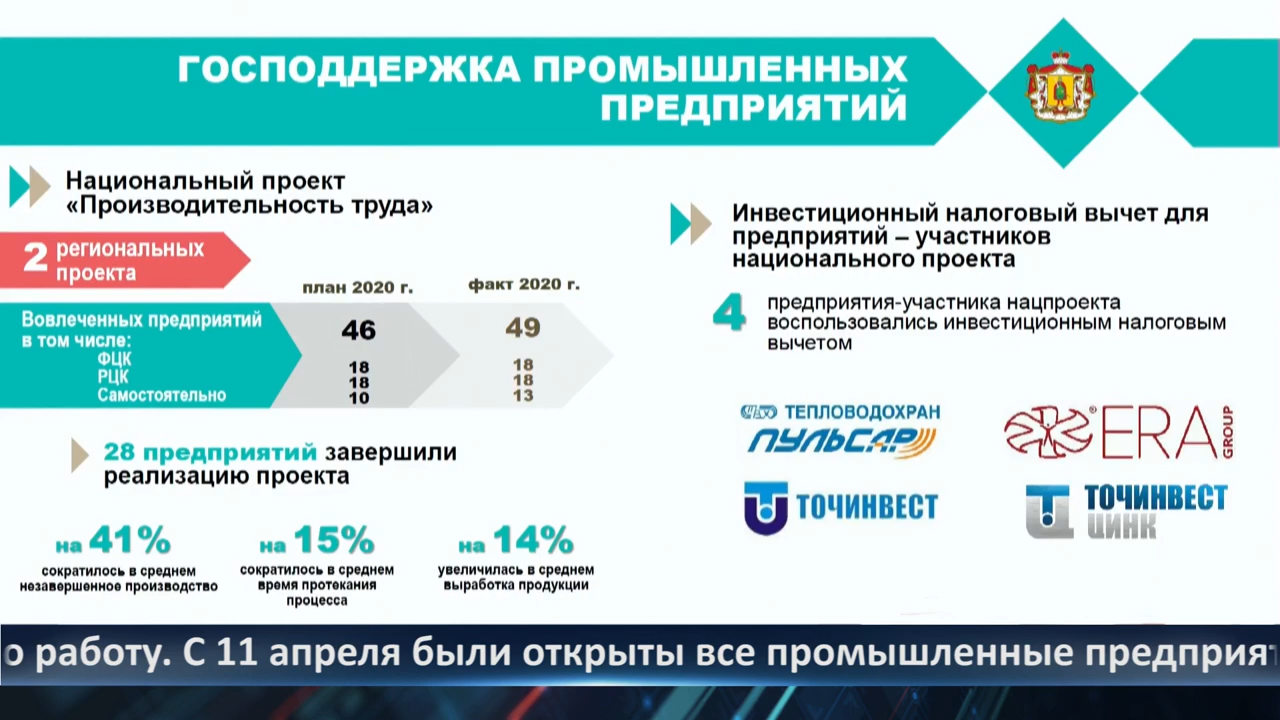 ГОСПОДДЕРЖКА ПРОМЫШЛЕННЫХ
ПРЕДПРИЯТИЙ
Национальный проект
«Производительность труда»
2 региональных
проекта
план 2020 г.
факт 2020 г.
Вовлеченных предприятий
в том числе:
46
49
ФЦК
18
18
РЦК
18
18
Самостоятельно
10
13
28 предприятий завершили
реализацию проекта
на 41%
сократилось в среднем
незавершенное производство
на 15%
сократилось в среднем
время протекания
процесса
на 14%
увеличилась в среднем
выработка продукции
Инвестиционный налоговый вычет для
предприятий – участников
национального проекта
4
предприятия-участника нацпроекта
воспользовались инвестиционным налоговым
вычетом
ТЕПЛОВОДОХРАН
ПУЛЬСАР
®ERA
GROUP
ТОЧИНВЕСТ
ТОЧИНВЕСТ
ЦИНК
о работу. С 11 апреля были открыты все промышленные предприят